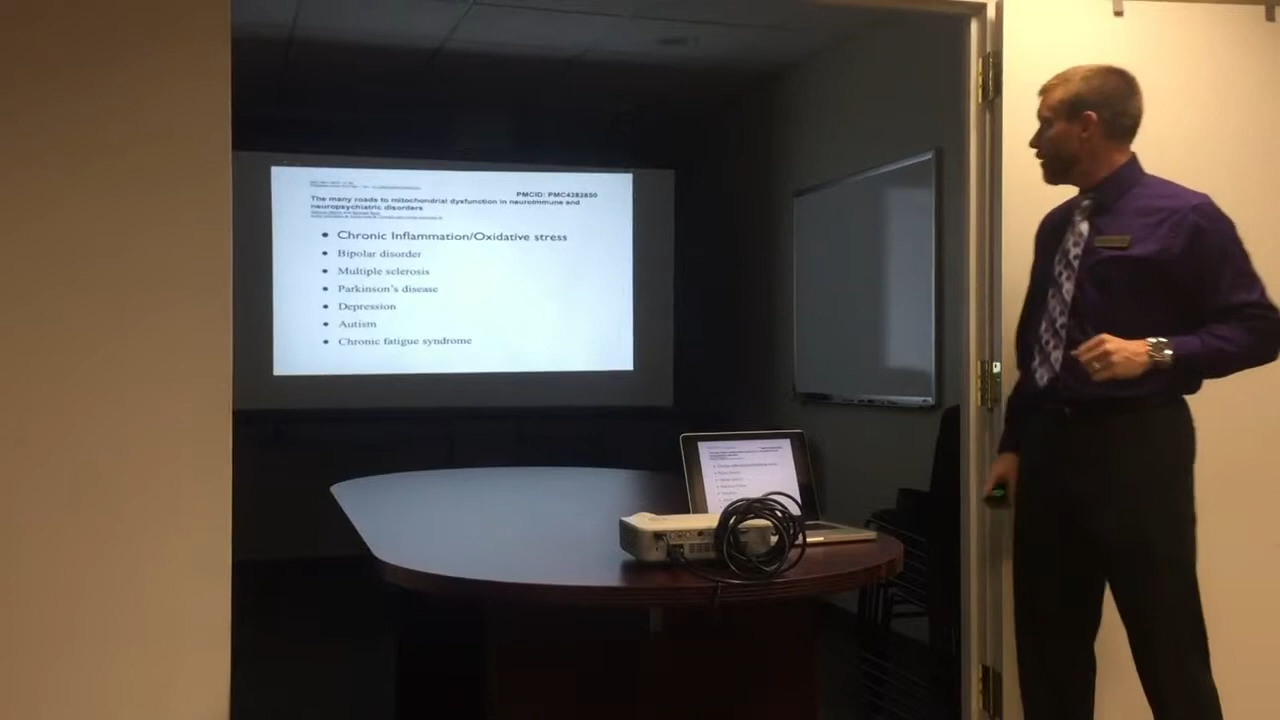 PMCID: PMC4382850
The many roads to mitochondrial dysfunction in neuroimmune and
neuropsychiatric disorders
• Chronic Inflammation/Oxidative stress
• Bipolar disorder
• Multiple sclerosis
• Parkinson's disease
• Depression
• Autism
• Chronic fatigue syndrome